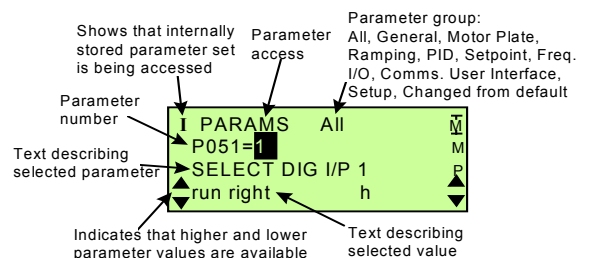 Shows that internally
stored parameter set
is being accessed
Parameter
access
Parameter group:
All, General, Motor Plate,
Ramping, PID, Setpoint, Freq.
I/O, Comms. User Interface,
Setup, Changed from default
Parameter
number
Text describing
selected parameter
I PARAMS All M
P051=1 M
SELECT DIG I/P 1 P
run right h
Indicates that higher and lower
parameter values are available
Text describing
selected value